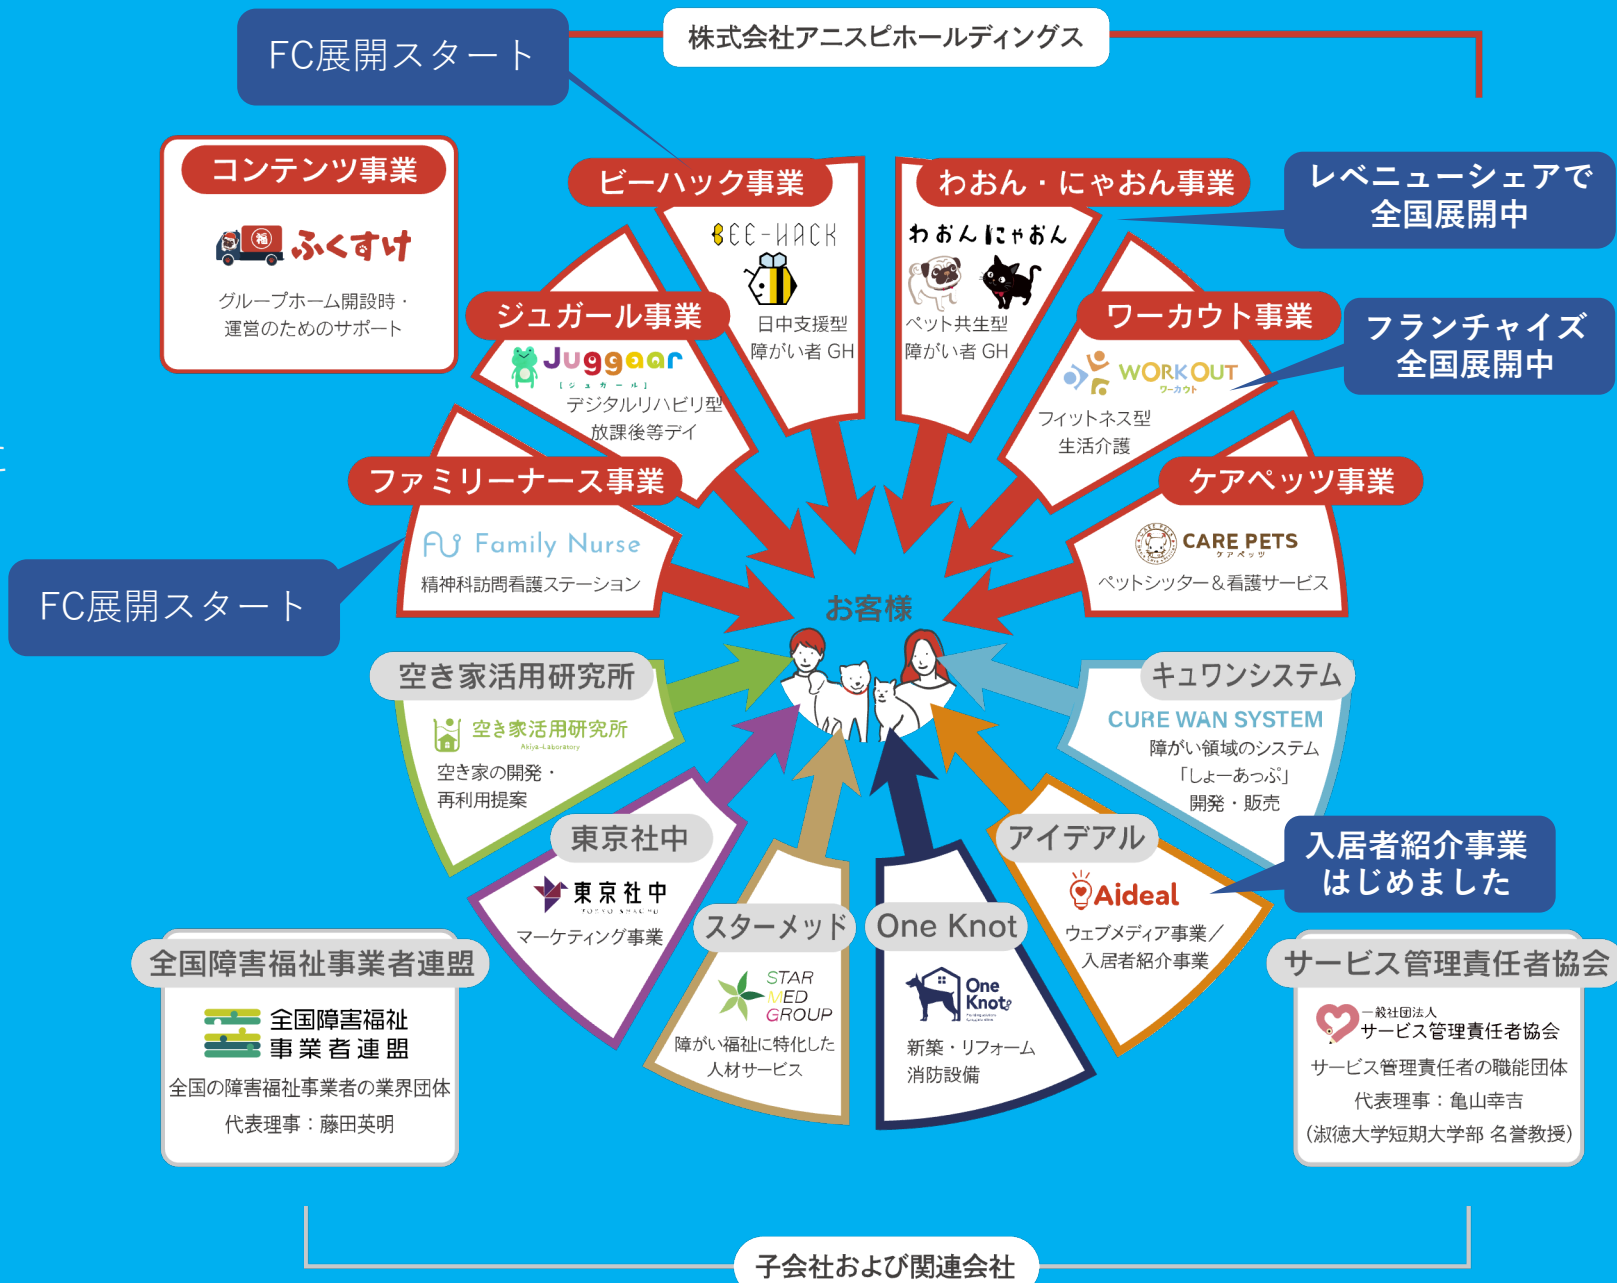 株式会社アニスピホールディングス
FC展開スタート
コンテンツ事業
福
ふくすけ
グループホーム開設時・
運営のためのサポート
ビーハック事業
BEE-HACK
日中支援型
障がい者 GH
わおん・にゃおん事業
わおんにゃおん
ペット共生型
障がい者 GH
レベニューシェアで
全国展開中
ジュガール事業
Juggaar
[ジュガール]
デジタルリハビリ型
放課後等デイ
ワーカウト事業
WORKOUT
ワーカウト
フィットネス型
生活介護
フランチャイズ
全国展開中
ファミリーナース事業
Family Nurse
精神科訪問看護ステーション
FC展開スタート
ケアペッツ事業
CARE PETS
ケアペッツ
ペットシッター＆看護サービス
お客様
空き家活用研究所
空き家活用研究所
Akiya-Laboratory
空き家の開発・
再利用提案
キュワンシステム
CURE WAN SYSTEM
障がい領域のシステム
「しょーあっぷ」
開発・販売
東京社中
東京社中
マーケティング事業
アイデアル
Aideal
ウェブメディア事業／
入居者紹介事業
入居者紹介事業
はじめました
スターメッド
STAR
MED
GROUP
障がい福祉に特化した
人材サービス
One Knot
One
Knot
新築・リフォーム
消防設備
全国障害福祉事業者連盟
全国障害福祉
事業者連盟
全国の障害福祉事業者の業界団体
代表理事：藤田英明
サービス管理責任者協会
一般社団法人
サービス管理責任者協会
サービス管理責任者の職能団体
代表理事：亀山幸吉
(淑徳大学短期大学部 名誉教授)
子会社および関連会社